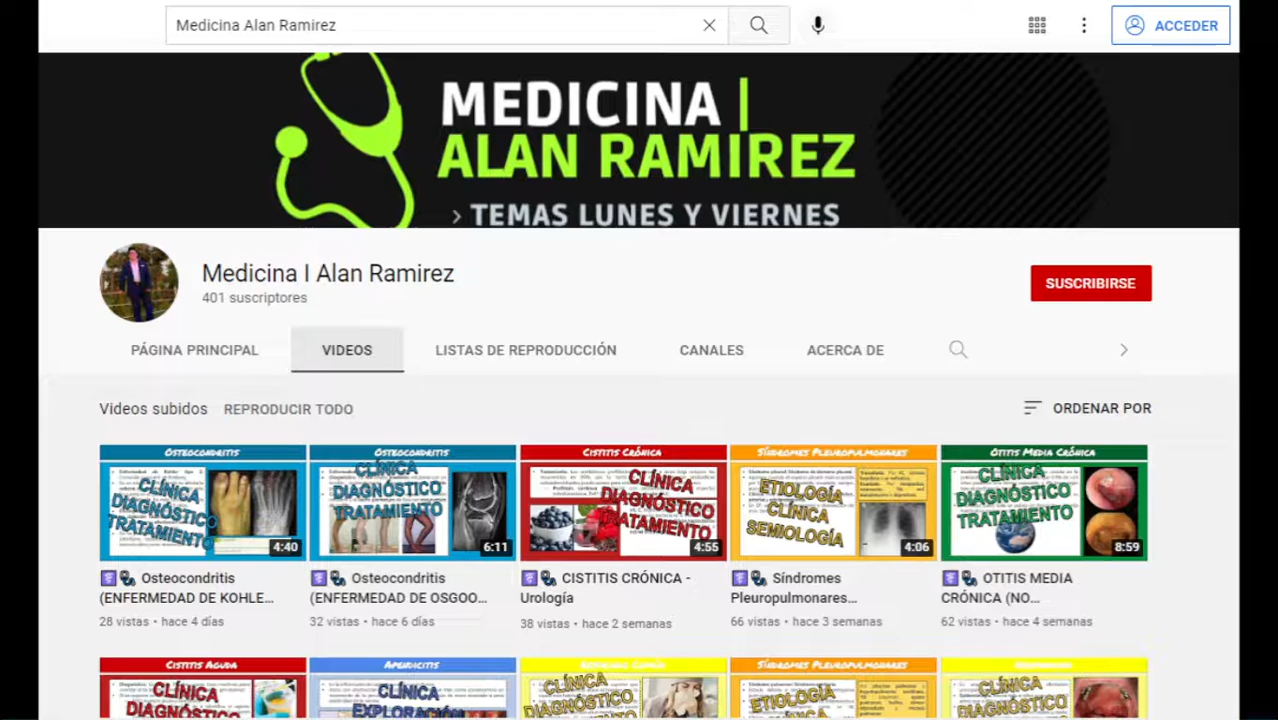 Medicina Alan Ramirez
ACCEDER
MEDICINA |
ALAN RAMIREZ
> TEMAS LUNES Y VIERNES
Medicina I Alan Ramirez
401 suscriptores
SUSCRIBIRSE
PÁGINA PRINCIPAL VIDEOS LISTAS DE REPRODUCCIÓN CANALES ACERCA DE
Videos subidos REPRODUCIR TODO
ORDENAR POR
OSTEOCONDRITIS
CLÍNICA
DIAGNÓSTICO
TRATAMIENTO
4:40
Osteocondritis
(ENFERMEDAD DE KOHLE...
28 vistas • hace 4 días
OSTEOCONDRITIS
CLÍNICA
DIAGNÓSTICO
TRATAMIENTO
6:11
Osteocondritis
(ENFERMEDAD DE OSGOO...
32 vistas • hace 6 días
CISTITIS CRÓNICA
CLÍNICA
DIAGNÓSTICO
TRATAMIENTO
4:55
CISTITIS CRÓNICA -
Urología
38 vistas • hace 2 semanas
SÍNDROMES PLEUROPULMONARES
ETIOLOGÍA
CLÍNICA
SEMIOLOGÍA
4:06
Síndromes
Pleuropulmonares...
66 vistas • hace 3 semanas
OTITIS MEDIA CRÓNICA
CLÍNICA
DIAGNÓSTICO
TRATAMIENTO
8:59
OTITIS MEDIA
CRÓNICA (NO...
62 vistas • hace 4 semanas
CISTITIS AGUDA
CLÍNICA
DIAGNÓSTICO
APENDICITIS
CLÍNICA
EXPLORACIÓN
CLÍNICA
DIAGNÓSTICO
SÍNDROMES PLEUROPULMONARES
ETIOLOGÍA
CLÍNICA
CLÍNICA
DIAGNÓSTICO